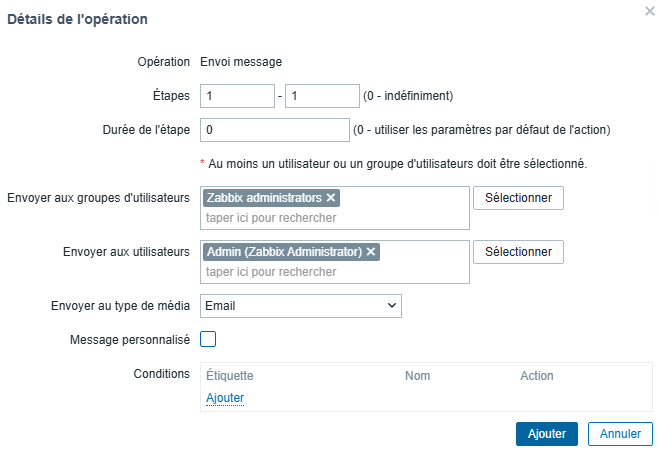 Détails de l'opération
Opération Envoi message
Étapes 1 - 1 (0 - indéfiniment)
Durée de l'étape 0 (0 - utiliser les paramètres par défaut de l'action)
* Au moins un utilisateur ou un groupe d'utilisateurs doit être sélectionné.
Envoyer aux groupes d'utilisateurs Zabbix administrators Sélectionner
taper ici pour rechercher
Envoyer aux utilisateurs Admin (Zabbix Administrator) Sélectionner
taper ici pour rechercher
Envoyer au type de média Email
Message personnalisé
Conditions Étiquette Nom Action
Ajouter
Ajouter Annuler